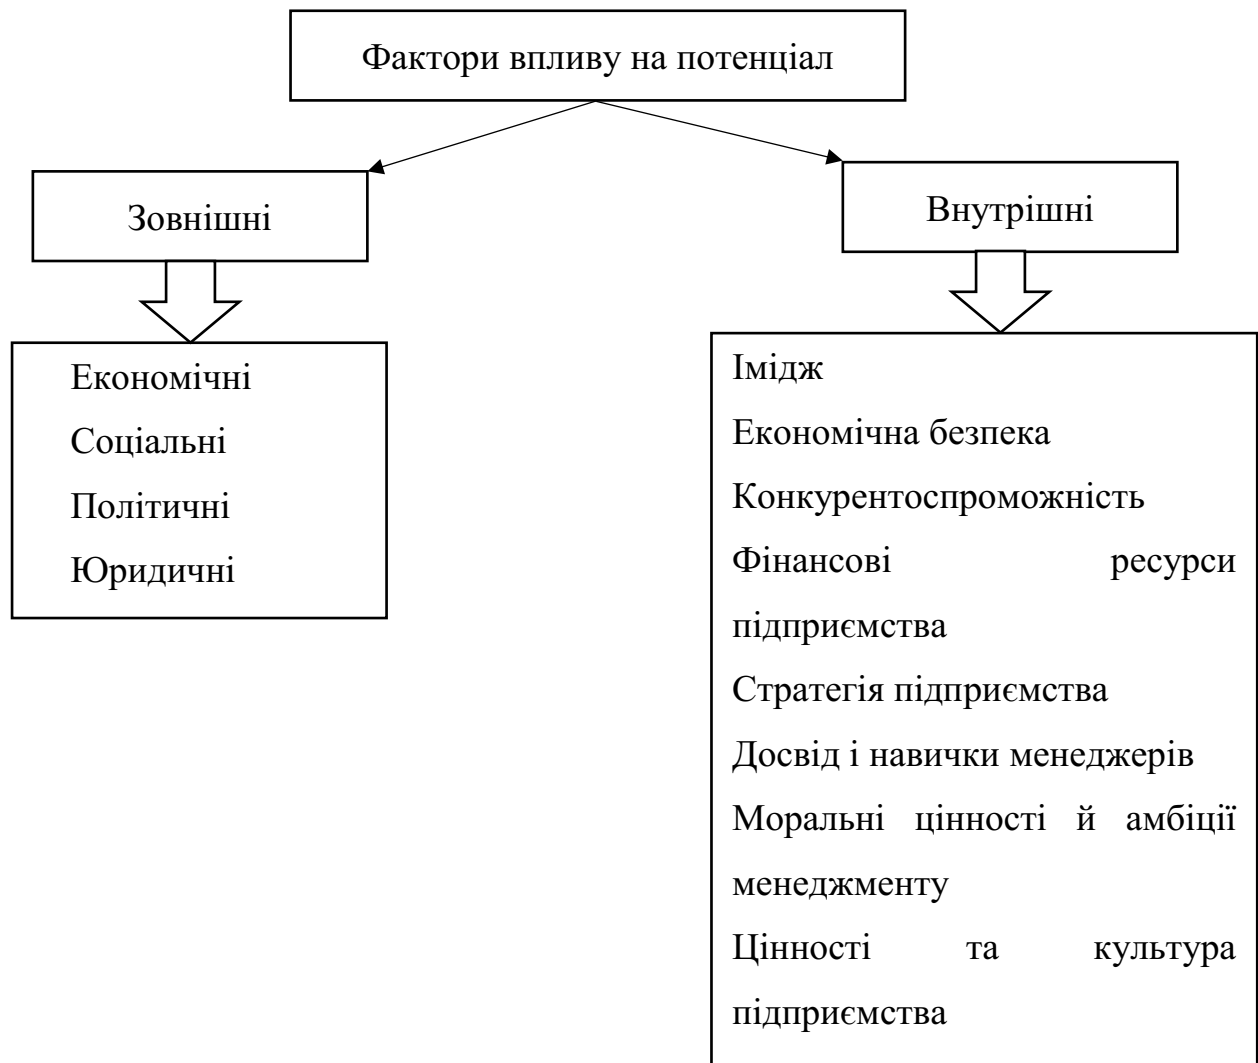 Фактори впливу на потенціал
Зовнішні
Внутрішні
Економічні
Соціальні
Політичні
Юридичні
Імідж
Економічна безпека
Конкурентоспроможність
Фінансові ресурси
підприємства
Стратегія підприємства
Досвід і навички менеджерів
Моральні цінності й амбіції
менеджменту
Цінності та культура
підприємства